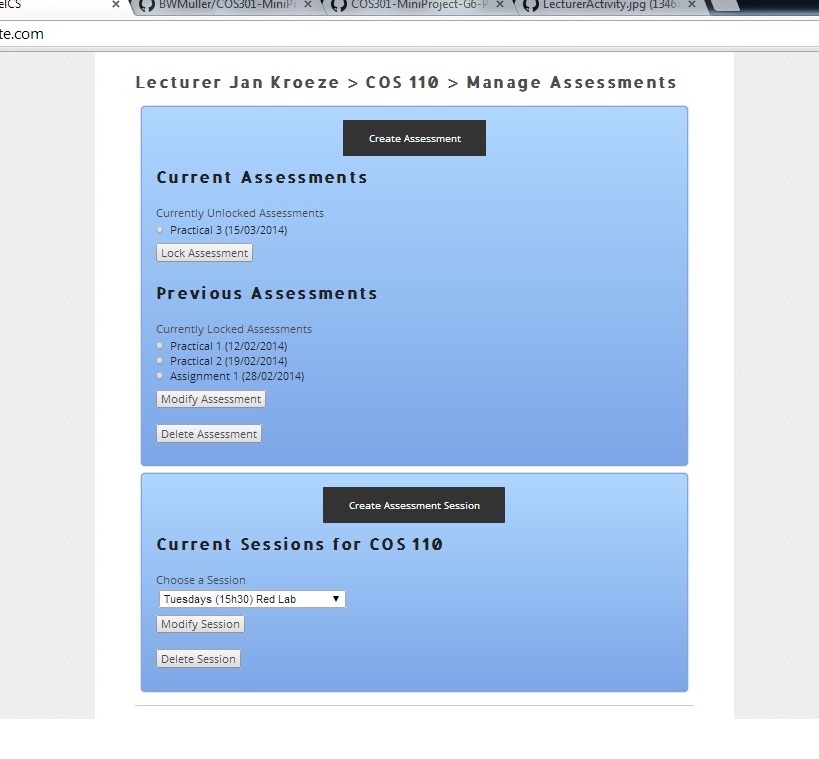 elCS
BWMuller/COS301-MiniPr
COS301-MiniProject-G6-P
LecturerActivity.jpg (1346
te.com
Lecturer Jan Kroeze > COS 110 > Manage Assessments
Create Assessment
Current Assessments
Currently Unlocked Assessments
Practical 3 (15/03/2014)
Lock Assessment
Previous Assessments
Currently Locked Assessments
Practical 1 (12/02/2014)
Practical 2 (19/02/2014)
Assignment 1 (28/02/2014)
Modify Assessment
Delete Assessment
Create Assessment Session
Current Sessions for COS 110
Choose a Session
Tuesdays (15h30) Red Lab
Modify Session
Delete Session